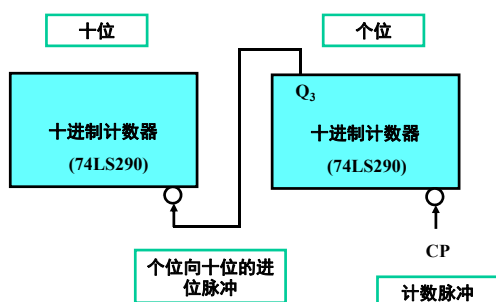 十位
个位
十进制计数器
(74LS290)
Q3
十进制计数器
(74LS290)
个位向十位的进
位脉冲
CP
计数脉冲